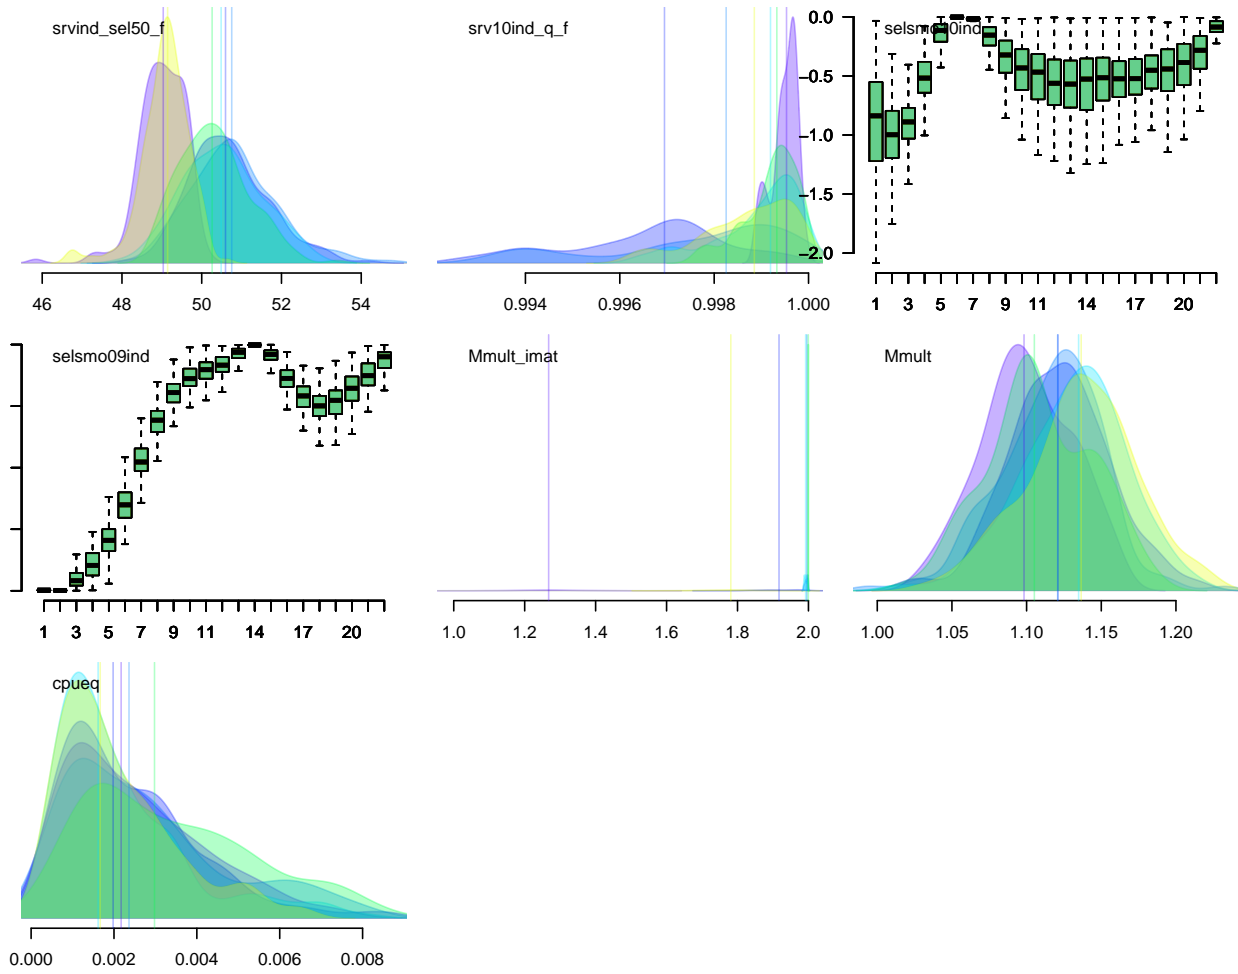 srvind_sel50_f
46 48 50 52 54
srv10ind_q_f
0.994 0.996 0.998 1.000
selsmo10ind
0.0
−0.5
−1.0
−1.5
−2.0
1 3 5 7 9 11 14 17 20
selsmo09ind
1 3 5 7 9 11 14 17 20
Mmult_imat
1.0 1.2 1.4 1.6 1.8 2.0
Mmult
1.00 1.05 1.10 1.15 1.20
cpueq
0.000 0.002 0.004 0.006 0.008